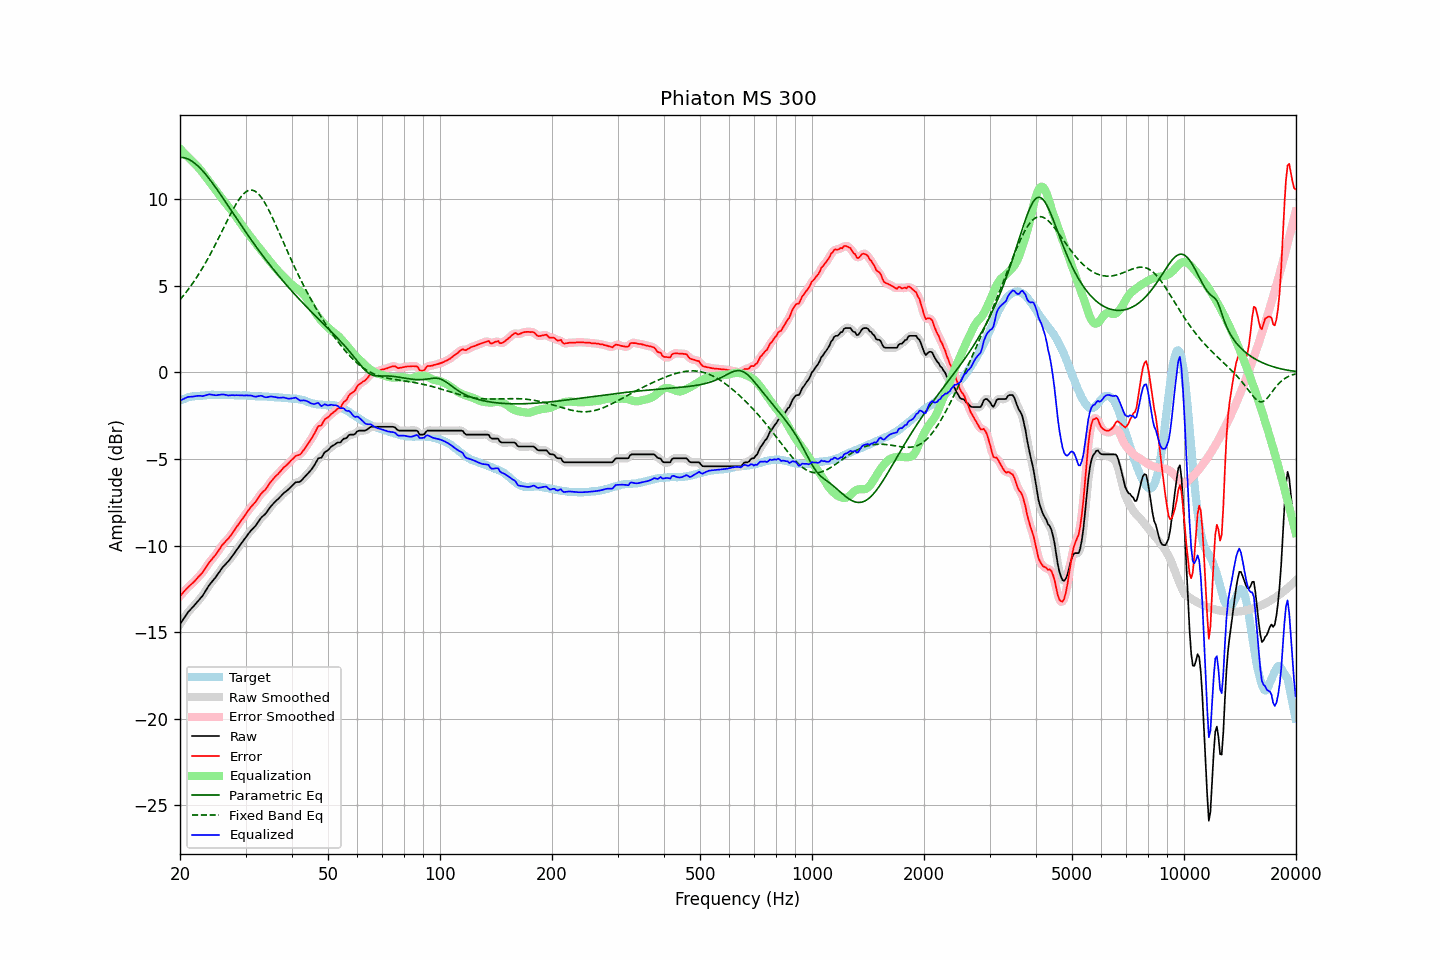 Phiaton MS 300
Amplitude (dBr)
10
5
0
−5
−10
−15
−20
−25
Target
Raw Smoothed
Error Smoothed
Raw
Error
Equalization
Parametric Eq
Fixed Band Eq
Equalized
20 50 100 200 500 1000 2000 5000 10000 20000
Frequency (Hz)